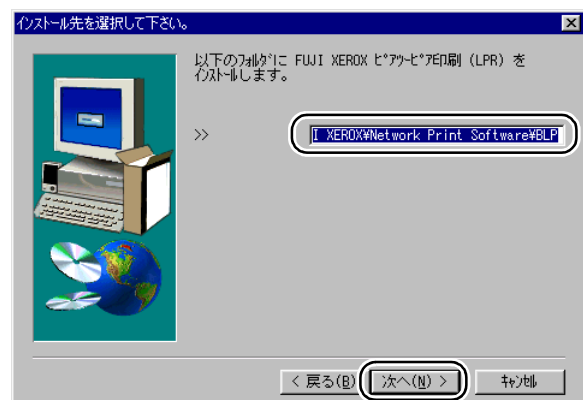 インストール先を選択して下さい。
以下のフォルダに FUJI XEROX ピアツーピア印刷 (LPR) を
インストールします。
>> I XEROX¥Network Print Software¥BLP
< 戻る(B) 次へ(N) > キャンセル